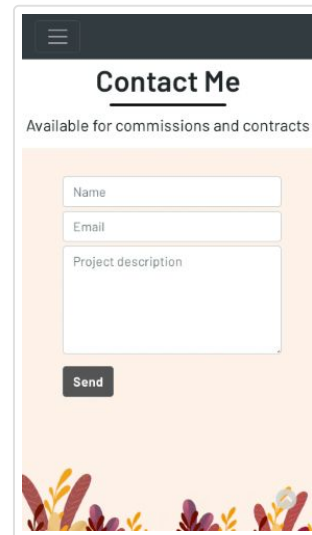 Contact Me
Available for commissions and contracts
Name
Email
Project description
Send